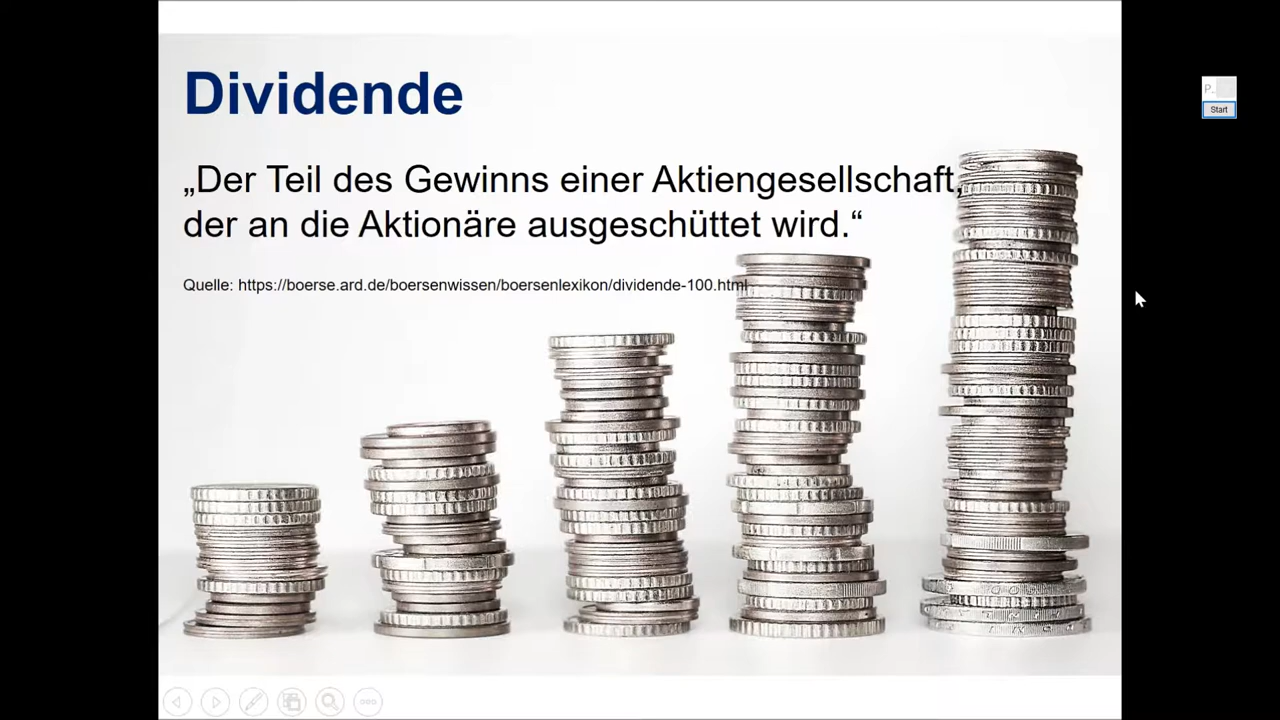 Dividende
„Der Teil des Gewinns einer Aktiengesellschaft,
der an die Aktionäre ausgeschüttet wird.“
Quelle: https://boerse.ard.de/boersenwissen/boersenlexikon/dividende-100.html
P..
Start